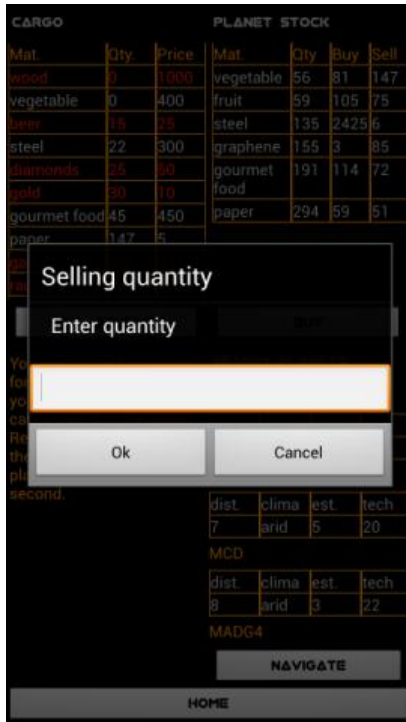 CARGO PLANET STOCK
Mat. Qty. Price Mat. Qty Buy Sell
wood 0 1000 vegetable 56 81 147
vegetable 0 400 fruit 59 105 75
beer 15 25 steel 135 2425 6
steel 22 300 graphene 155 3 85
diamonds 25 50 gourmet food 191 114 72
gold 30 10
gourmet food 45 450 paper 294 59 51
paper 147 5
Selling quantity
Enter quantity
BUY
Ok Cancel
second.
dist. clima est. tech
7 arid 5 20
MCD
dist. clima est. tech
8 arid 3 22
MADG4
NAVIGATE
HOME